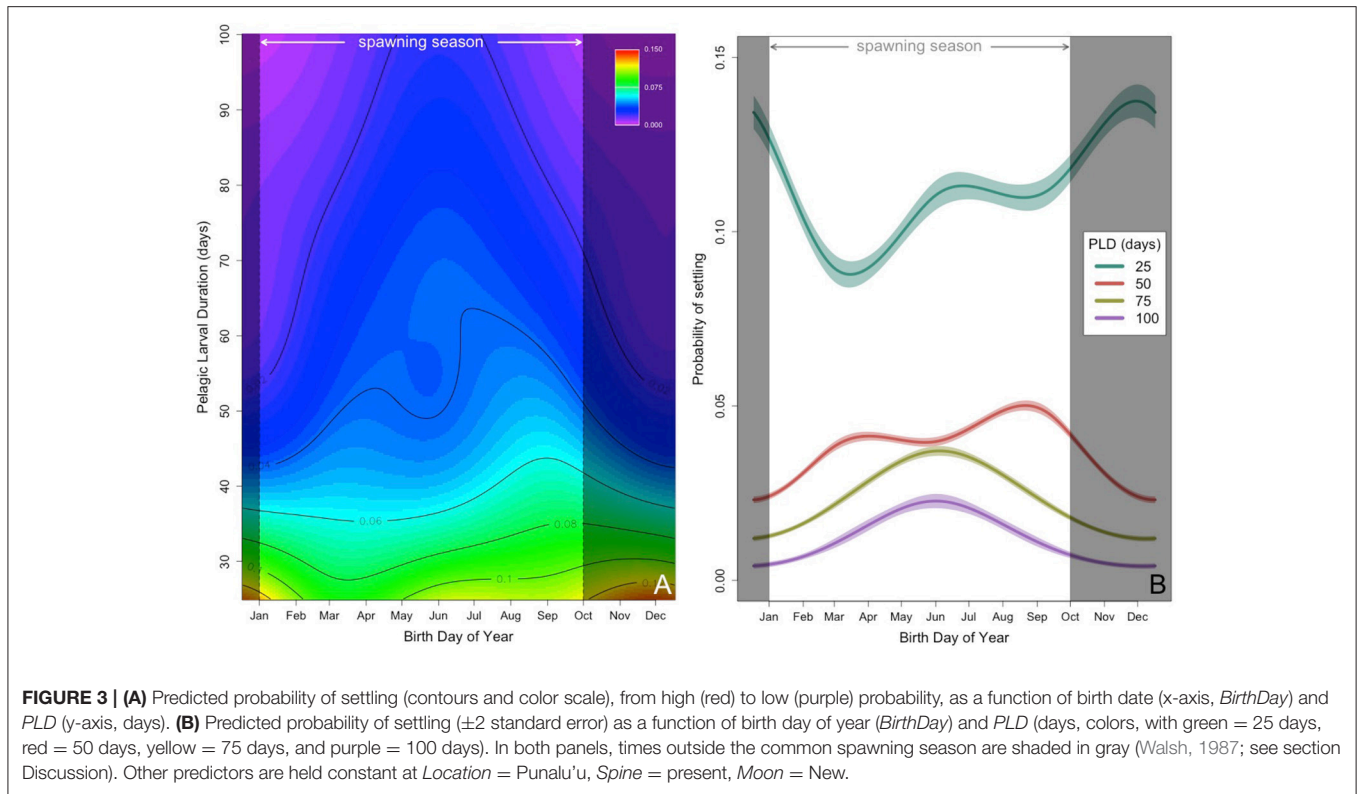 spawning season
0.150
0.075
0.000
0.02
0.02
0.04
0.06
0.08
0.1
0.1
A
Pelagic Larval Duration (days)
100
90
80
70
60
50
40
30
Jan Feb Mar Apr May Jun Jul Aug Sep Oct Nov Dec
Birth Day of Year
spawning season
Probability of settling
0.15
0.10
0.05
0.00
PLD (days)
25
50
75
100
B
Jan Feb Mar Apr May Jun Jul Aug Sep Oct Nov Dec
Birth Day of Year
FIGURE 3 | (A) Predicted probability of settling (contours and color scale), from high (red) to low (purple) probability, as a function of birth date (x-axis, BirthDay) and
PLD (y-axis, days). (B) Predicted probability of settling (±2 standard error) as a function of birth day of year (BirthDay) and PLD (days, colors, with green = 25 days,
red = 50 days, yellow = 75 days, and purple = 100 days). In both panels, times outside the common spawning season are shaded in gray (Walsh, 1987; see section
Discussion). Other predictors are held constant at Location = Punalu'u, Spine = present, Moon = New.